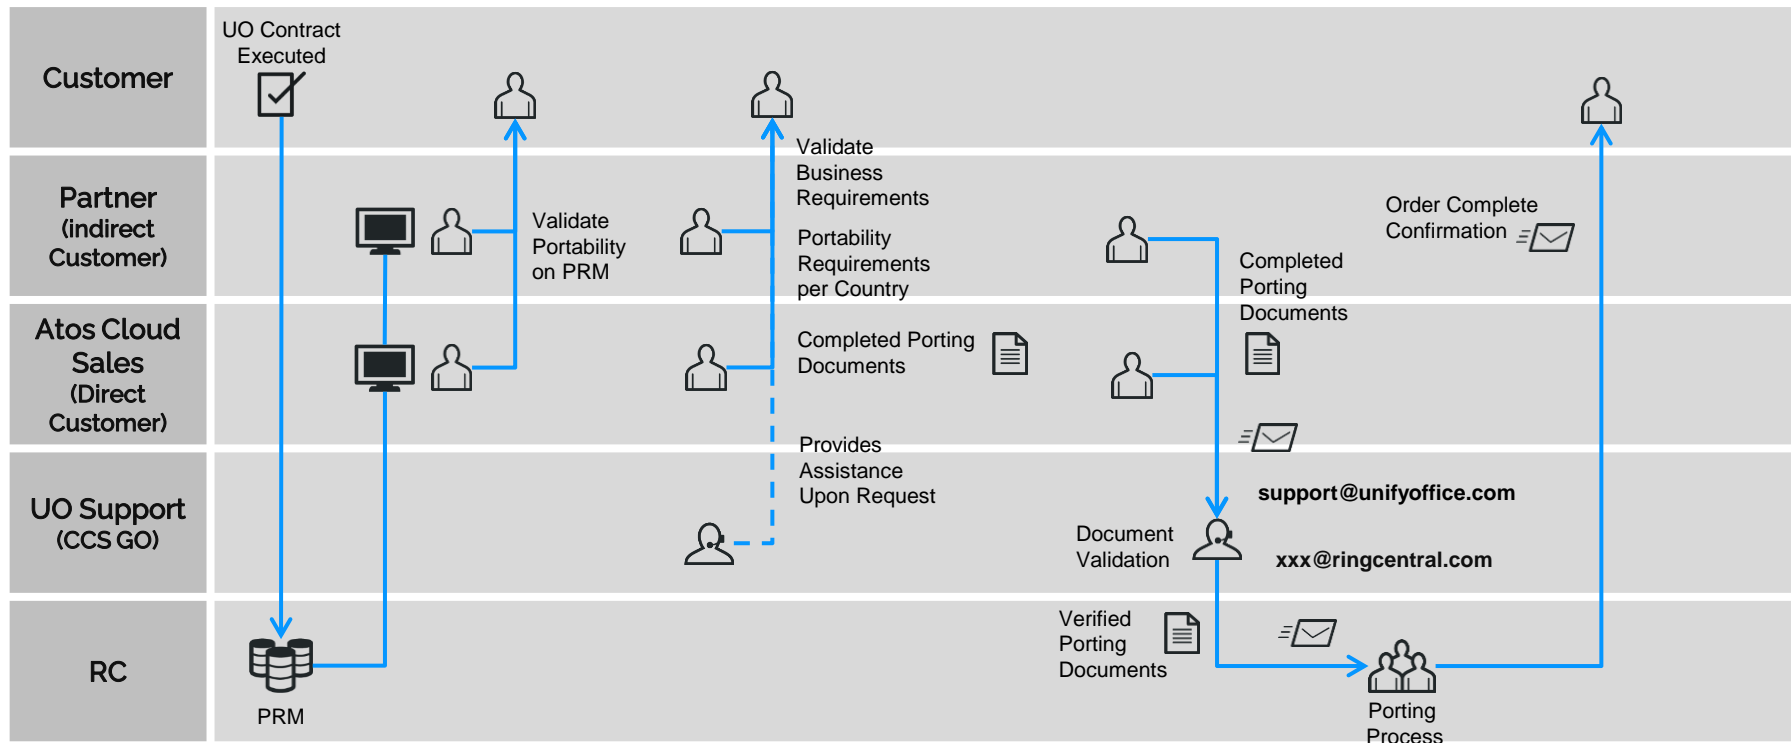 UO Contract
Executed
Customer
Validate
Business
Requirements
Partner
(indirect
Customer)
Validate
Portability
on PRM
Portability
Requirements
per Country
Order Complete
Confirmation
Completed
Porting
Documents
Atos Cloud
Sales
(Direct
Customer)
Completed Porting
Documents
Provides
Assistance
Upon Request
UO Support
(CCS GO)
support@unifyoffice.com
Document
Validation
xxx@ringcentral.com
Verified
Porting
Documents
RC
PRM
Porting
Process